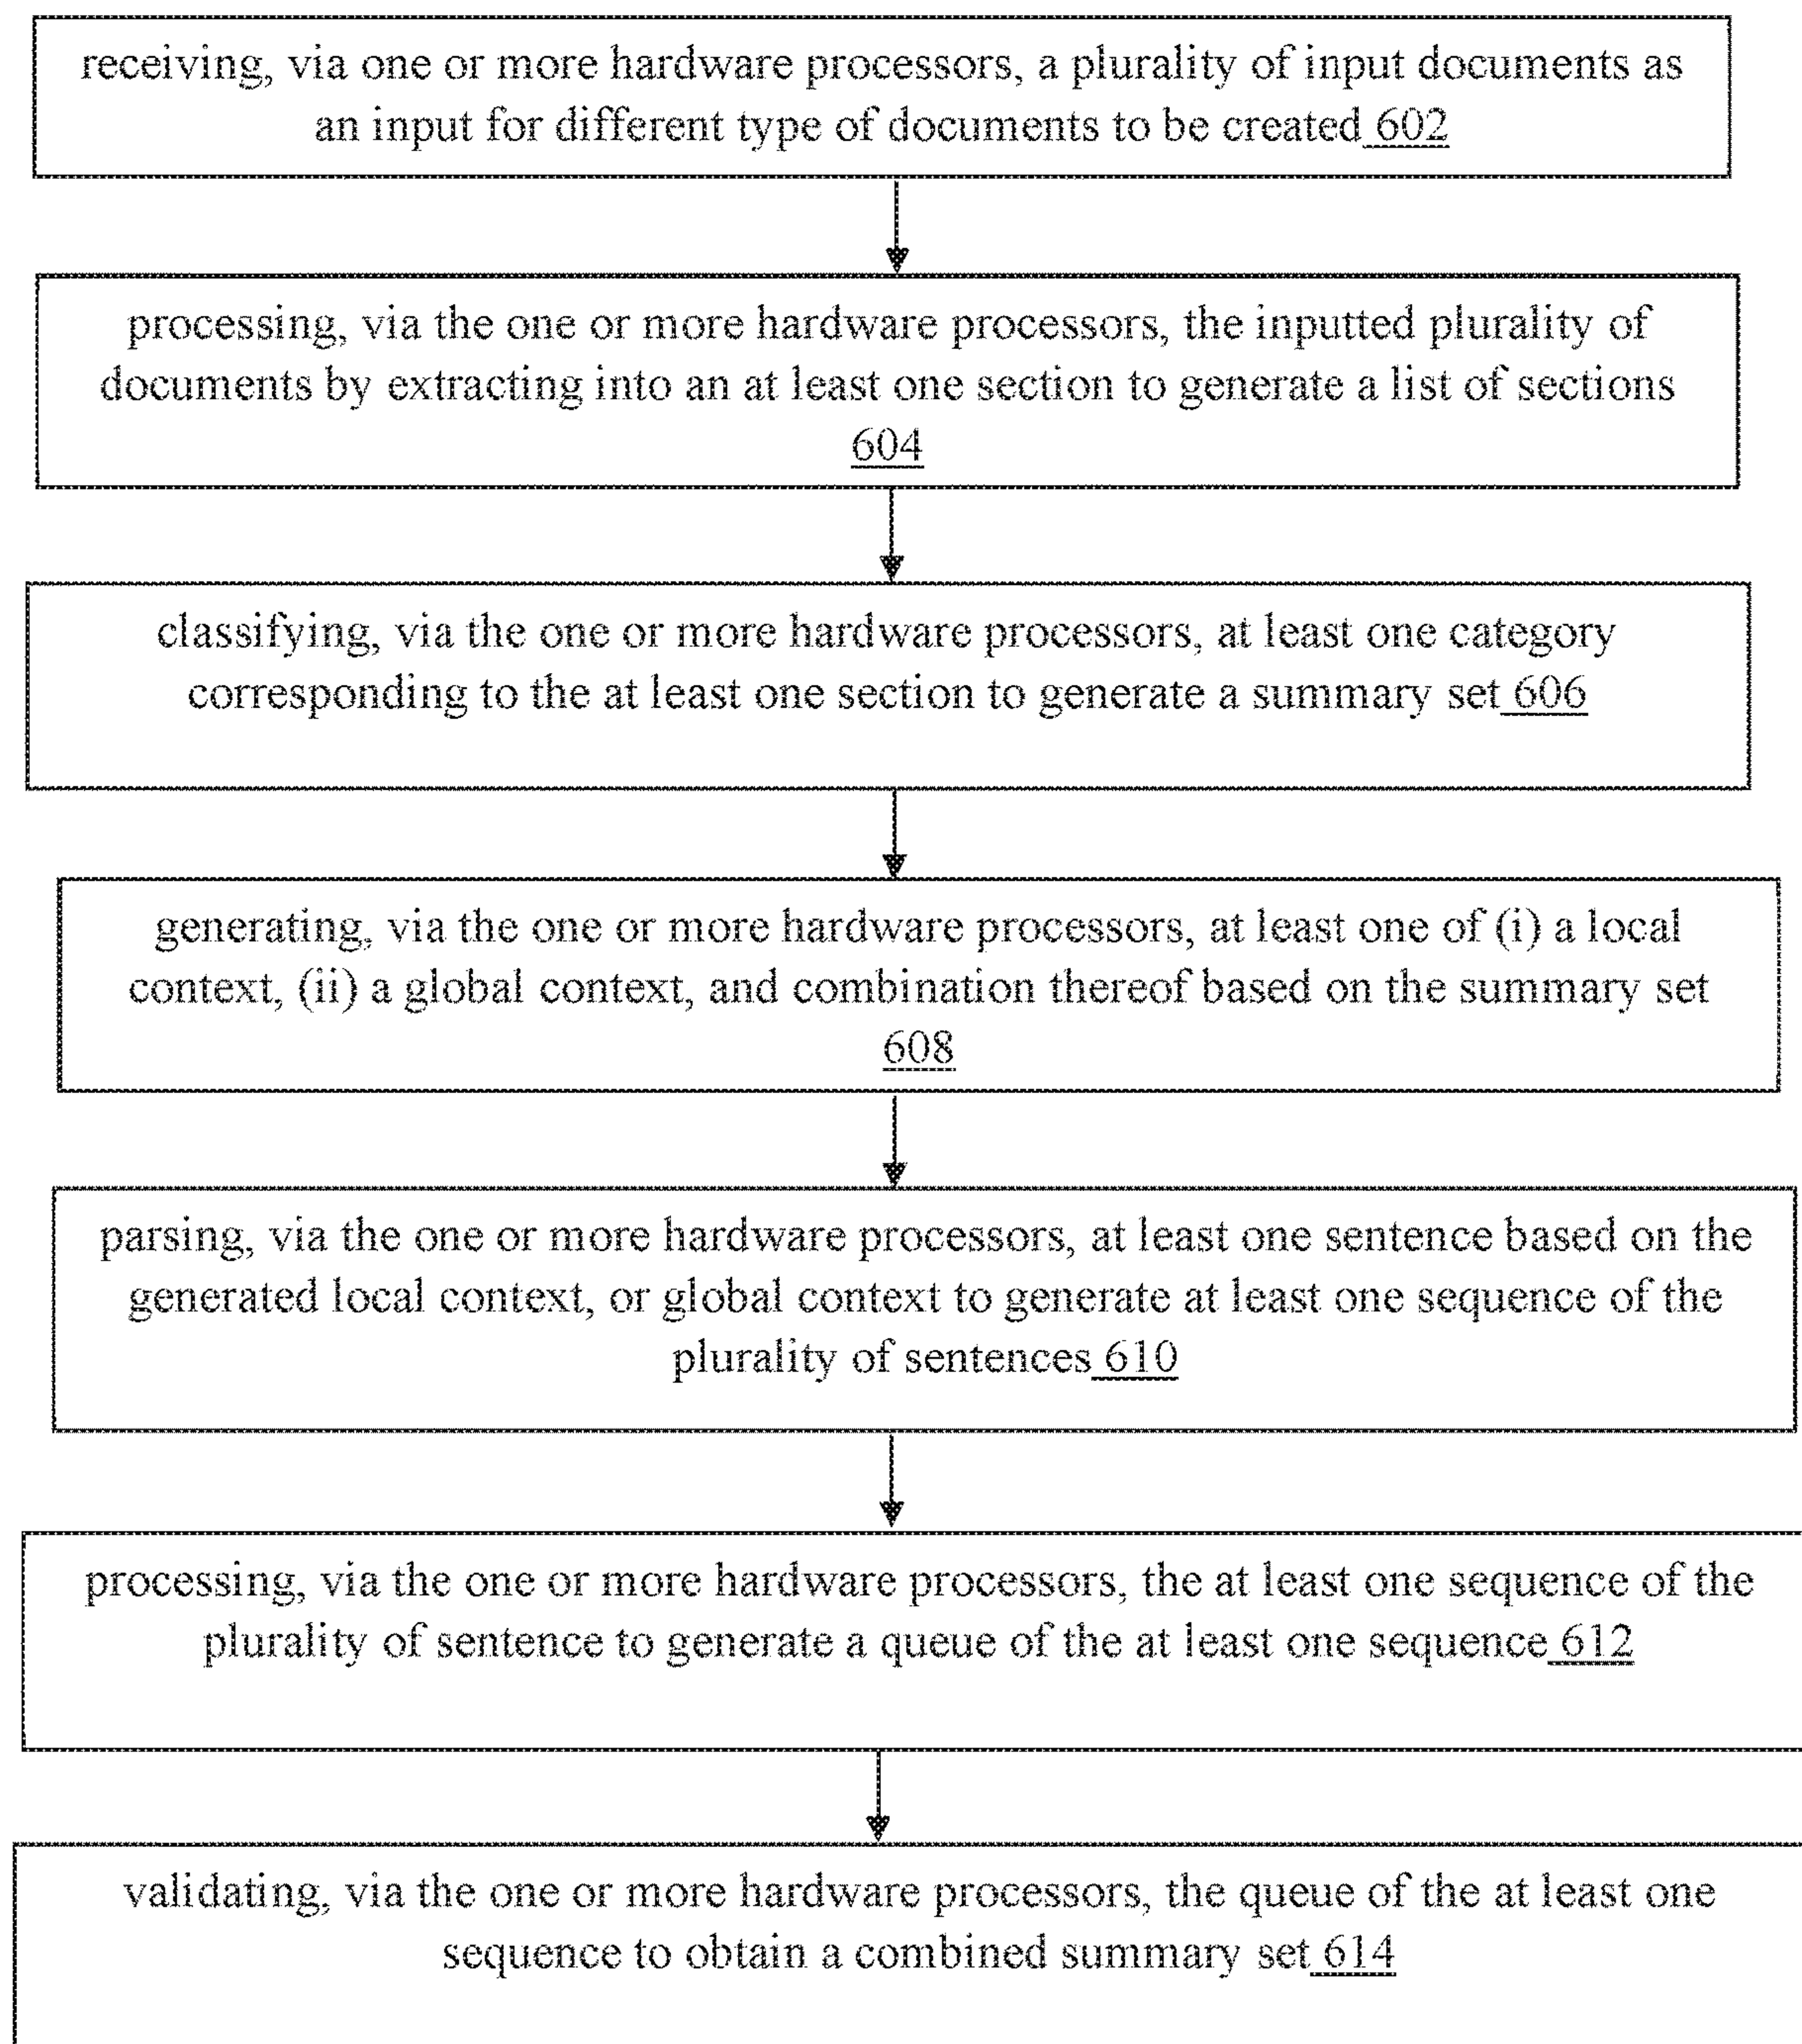 receiving, via one or more hardware processors, a plurality of input documents as
an input for different type of documents to be created 602
processing, via the one or more hardware processors, the inputted plurality of
documents by extracting into an at least one section to generate a list of sections
604
classifying, via the one or more hardware processors, at least one category
corresponding to the at least one section to generate a summary set 606
generating, via the one or more hardware processors, at least one of (i) a local
context, (ii) a global context, and combination thereof based on the summary set
608
parsing, via the one or more hardware processors, at least one sentence based on the
generated local context, or global context to generate at least one sequence of the
plurality of sentences 610
processing, via the one or more hardware processors, the at least one sequence of the
plurality of sentence to generate a queue of the at least one sequence 612
validating, via the one or more hardware processors, the queue of the at least one
sequence to obtain a combined summary set 614